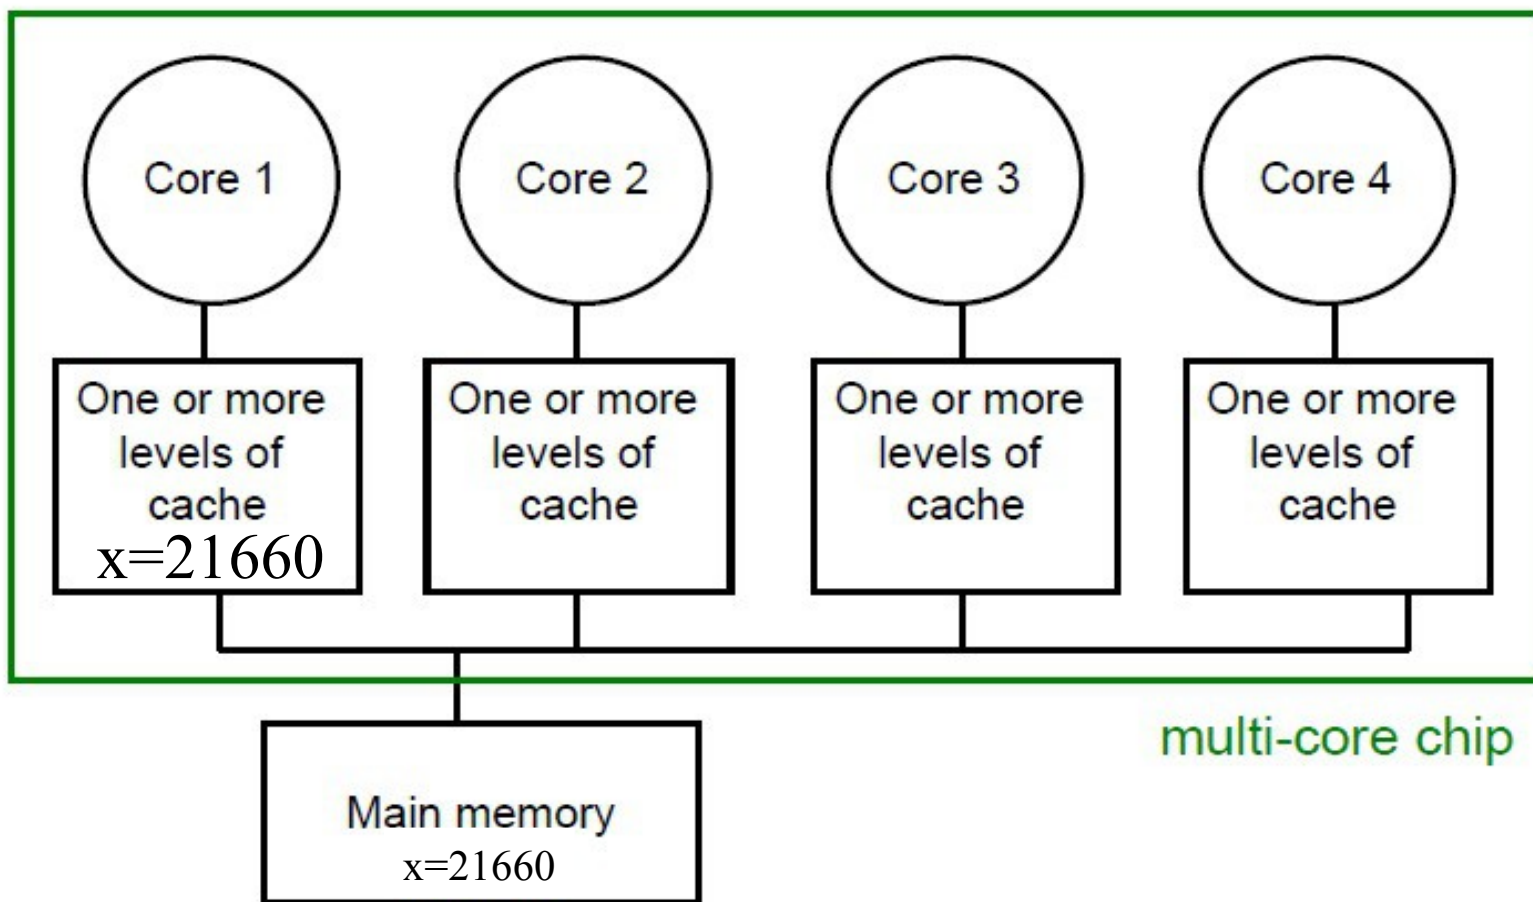 Core 1
Core 2
Core 3
Core 4
One or more
levels of
cache
x=21660
One or more
levels of
cache
One or more
levels of
cache
One or more
levels of
cache
multi-core chip
Main memory
x=21660